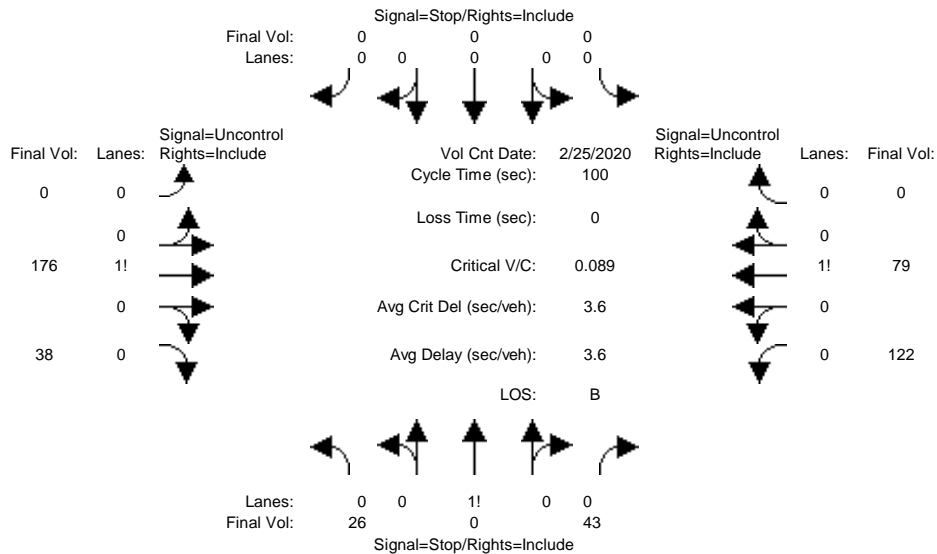 Signal=Stop/Rights=Include
Final Vol: 0 0 0
Lanes: 0 0 0 0 0
Signal=Uncontrol Signal=Uncontrol
Final Vol: Lanes: Rights=Include Vol Cnt Date: 2/25/2020 Rights=Include Lanes: Final Vol:
Cycle Time (sec): 100
0 0 0 0
Loss Time (sec): 0
0 0
176 1! Critical V/C: 0.089 1! 79
0 Avg Crit Del (sec/veh): 3.6 0
38 0 Avg Delay (sec/veh): 3.6 0 122
LOS: B
Lanes: 0 0 1! 0 0
Final Vol: 26 0 43
Signal=Stop/Rights=Include